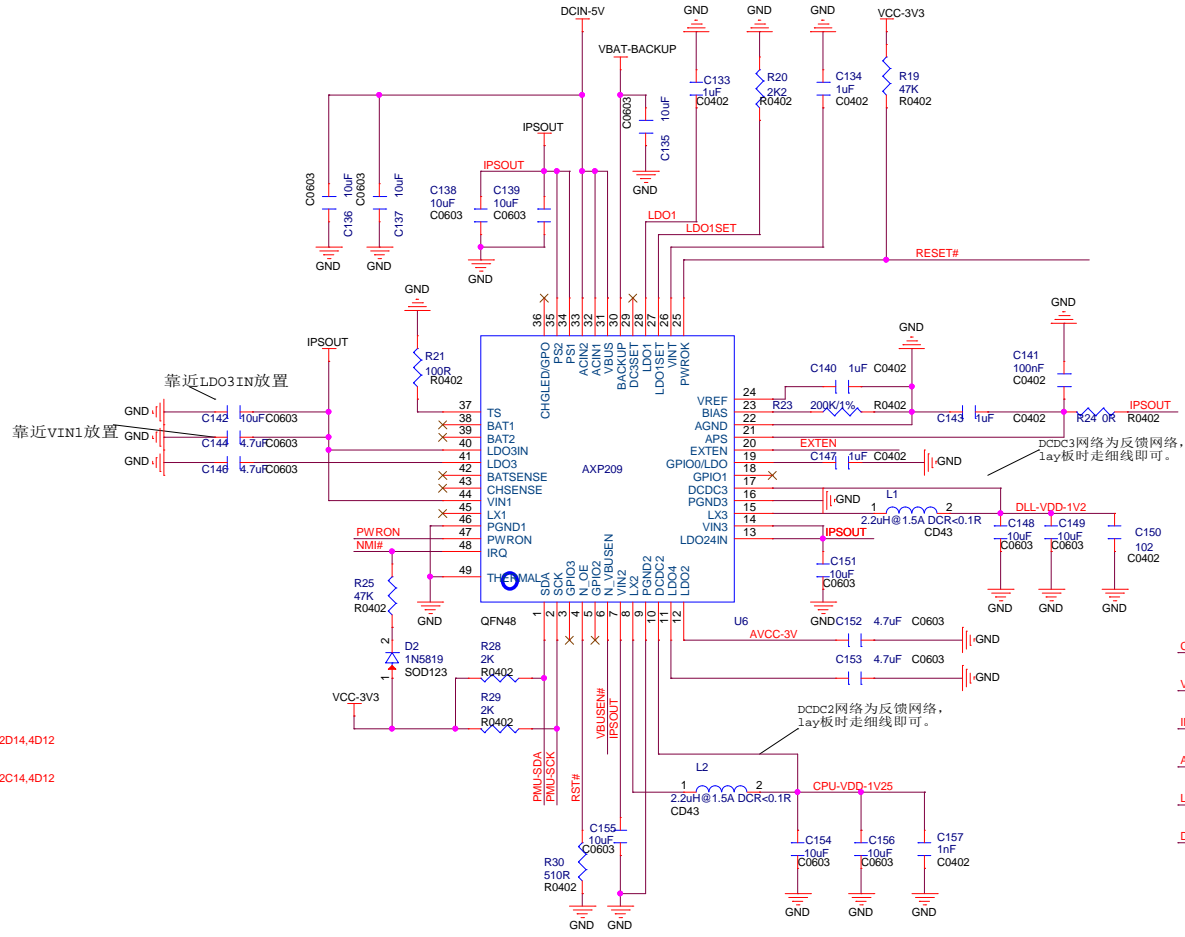 DCIN-5V
GND
GND
GND
VCC-3V3
VBAT-BACKUP
C133
1uF
C0402
R20
2K2
R0402
C134
1uF
C0402
R19
47K
R0402
C0603
10uF
C135
GND
IPSOUT
IPSOUT
C0603
10uF
C136
C0603
10uF
C137
GND
GND
C138
10uF
C0603
C139
10uF
C0603
GND
LDO1
LDO1SET
RESET#
GND
R21
100R
R0402
IPSOUT
靠近LDO3IN放置
靠近VIN1放置
GND
C142
10uF
C0603
GND
C144
4.7uF
C0603
GND
C146
4.7uF
C0603
36
35
34
33
32
31
30
29
28
27
26
25
CHGLED/GPO
PS2
PS1
ACIN2
ACIN1
VBUS
BACKUP
DC3SET
LDO1
LDO1SET
VINT
PWROK
37
TS
38
BAT1
39
BAT2
40
LDO3IN
41
LDO3
42
BATSENSE
43
CHSENSE
44
VIN1
45
LX1
46
PGND1
47
PWRON
48
IRQ
49
THERMAL
AXP209
24
VREF
23
BIAS
22
AGND
21
APS
20
EXTEN
19
GPIO0/LDO
18
GPIO1
17
DCDC3
16
PGND3
15
LX3
14
VIN3
13
LDO24IN
SDA
SCK
GPIO3
N_OE
GPIO2
N_VBUSEN
VIN2
LX2
PGND2
DCDC2
LDO4
LDO2
1
2
3
4
5
6
7
8
9
10
11
12
QFN48
U6
GND
C140
1uF
C0402
R23
200K/1%
R0402
GND
C141
100nF
C0402
C143
1uF
C0402
R24
0R
R0402
IPSOUT
EXTEN
C147
1uF
C0402
GND
DCDC3网络为反馈网络，
lay板时走细线即可。
GND
L1
1
2
2.2uH@1.5A DCR<0.1R
CD43
DLL-VDD-1V2
C148
10uF
C0603
C149
10uF
C0603
C150
102
C0402
GND
GND
GND
IPSOUT
C151
10uF
C0603
GND
PWRON
NMI#
R25
47K
R0402
GND
2
D2
1N5819
SOD123
1
VCC-3V3
R28
2K
R0402
R29
2K
R0402
AVCC-3V
C152
4.7uF
C0603
GND
C153
4.7uF
C0603
GND
DCDC2网络为反馈网络，
lay板时走细线即可。
PMU-SDA
PMU-SCK
RST#
VBUSEN#
IPSOUT
L2
1
2
2.2uH@1.5A DCR<0.1R
CD43
CPU-VDD-1V25
C155
10uF
C0603
R30
510R
R0402
GND
GND
C154
10uF
C0603
C156
10uF
C0603
C157
1nF
C0402
GND
GND
GND
2D14,4D12
2C14,4D12